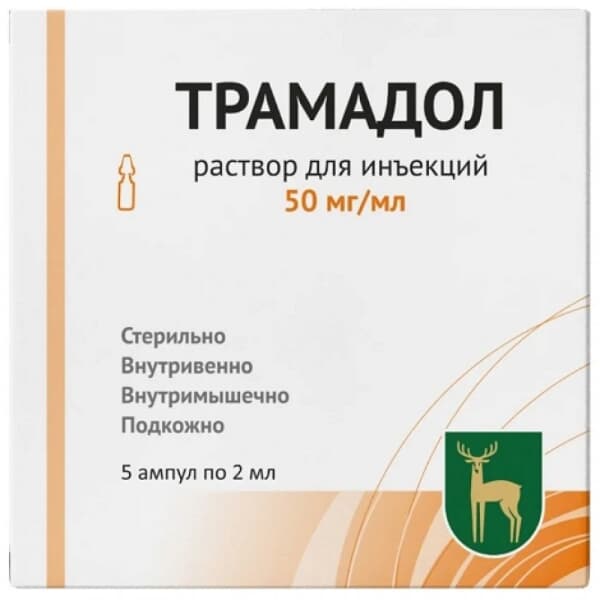 ТРАМАДОЛ
раствор для инъекций
50 мг/мл
Стерильно
Внутривенно
Внутримышечно
Подкожно
5 ампул по 2 мл